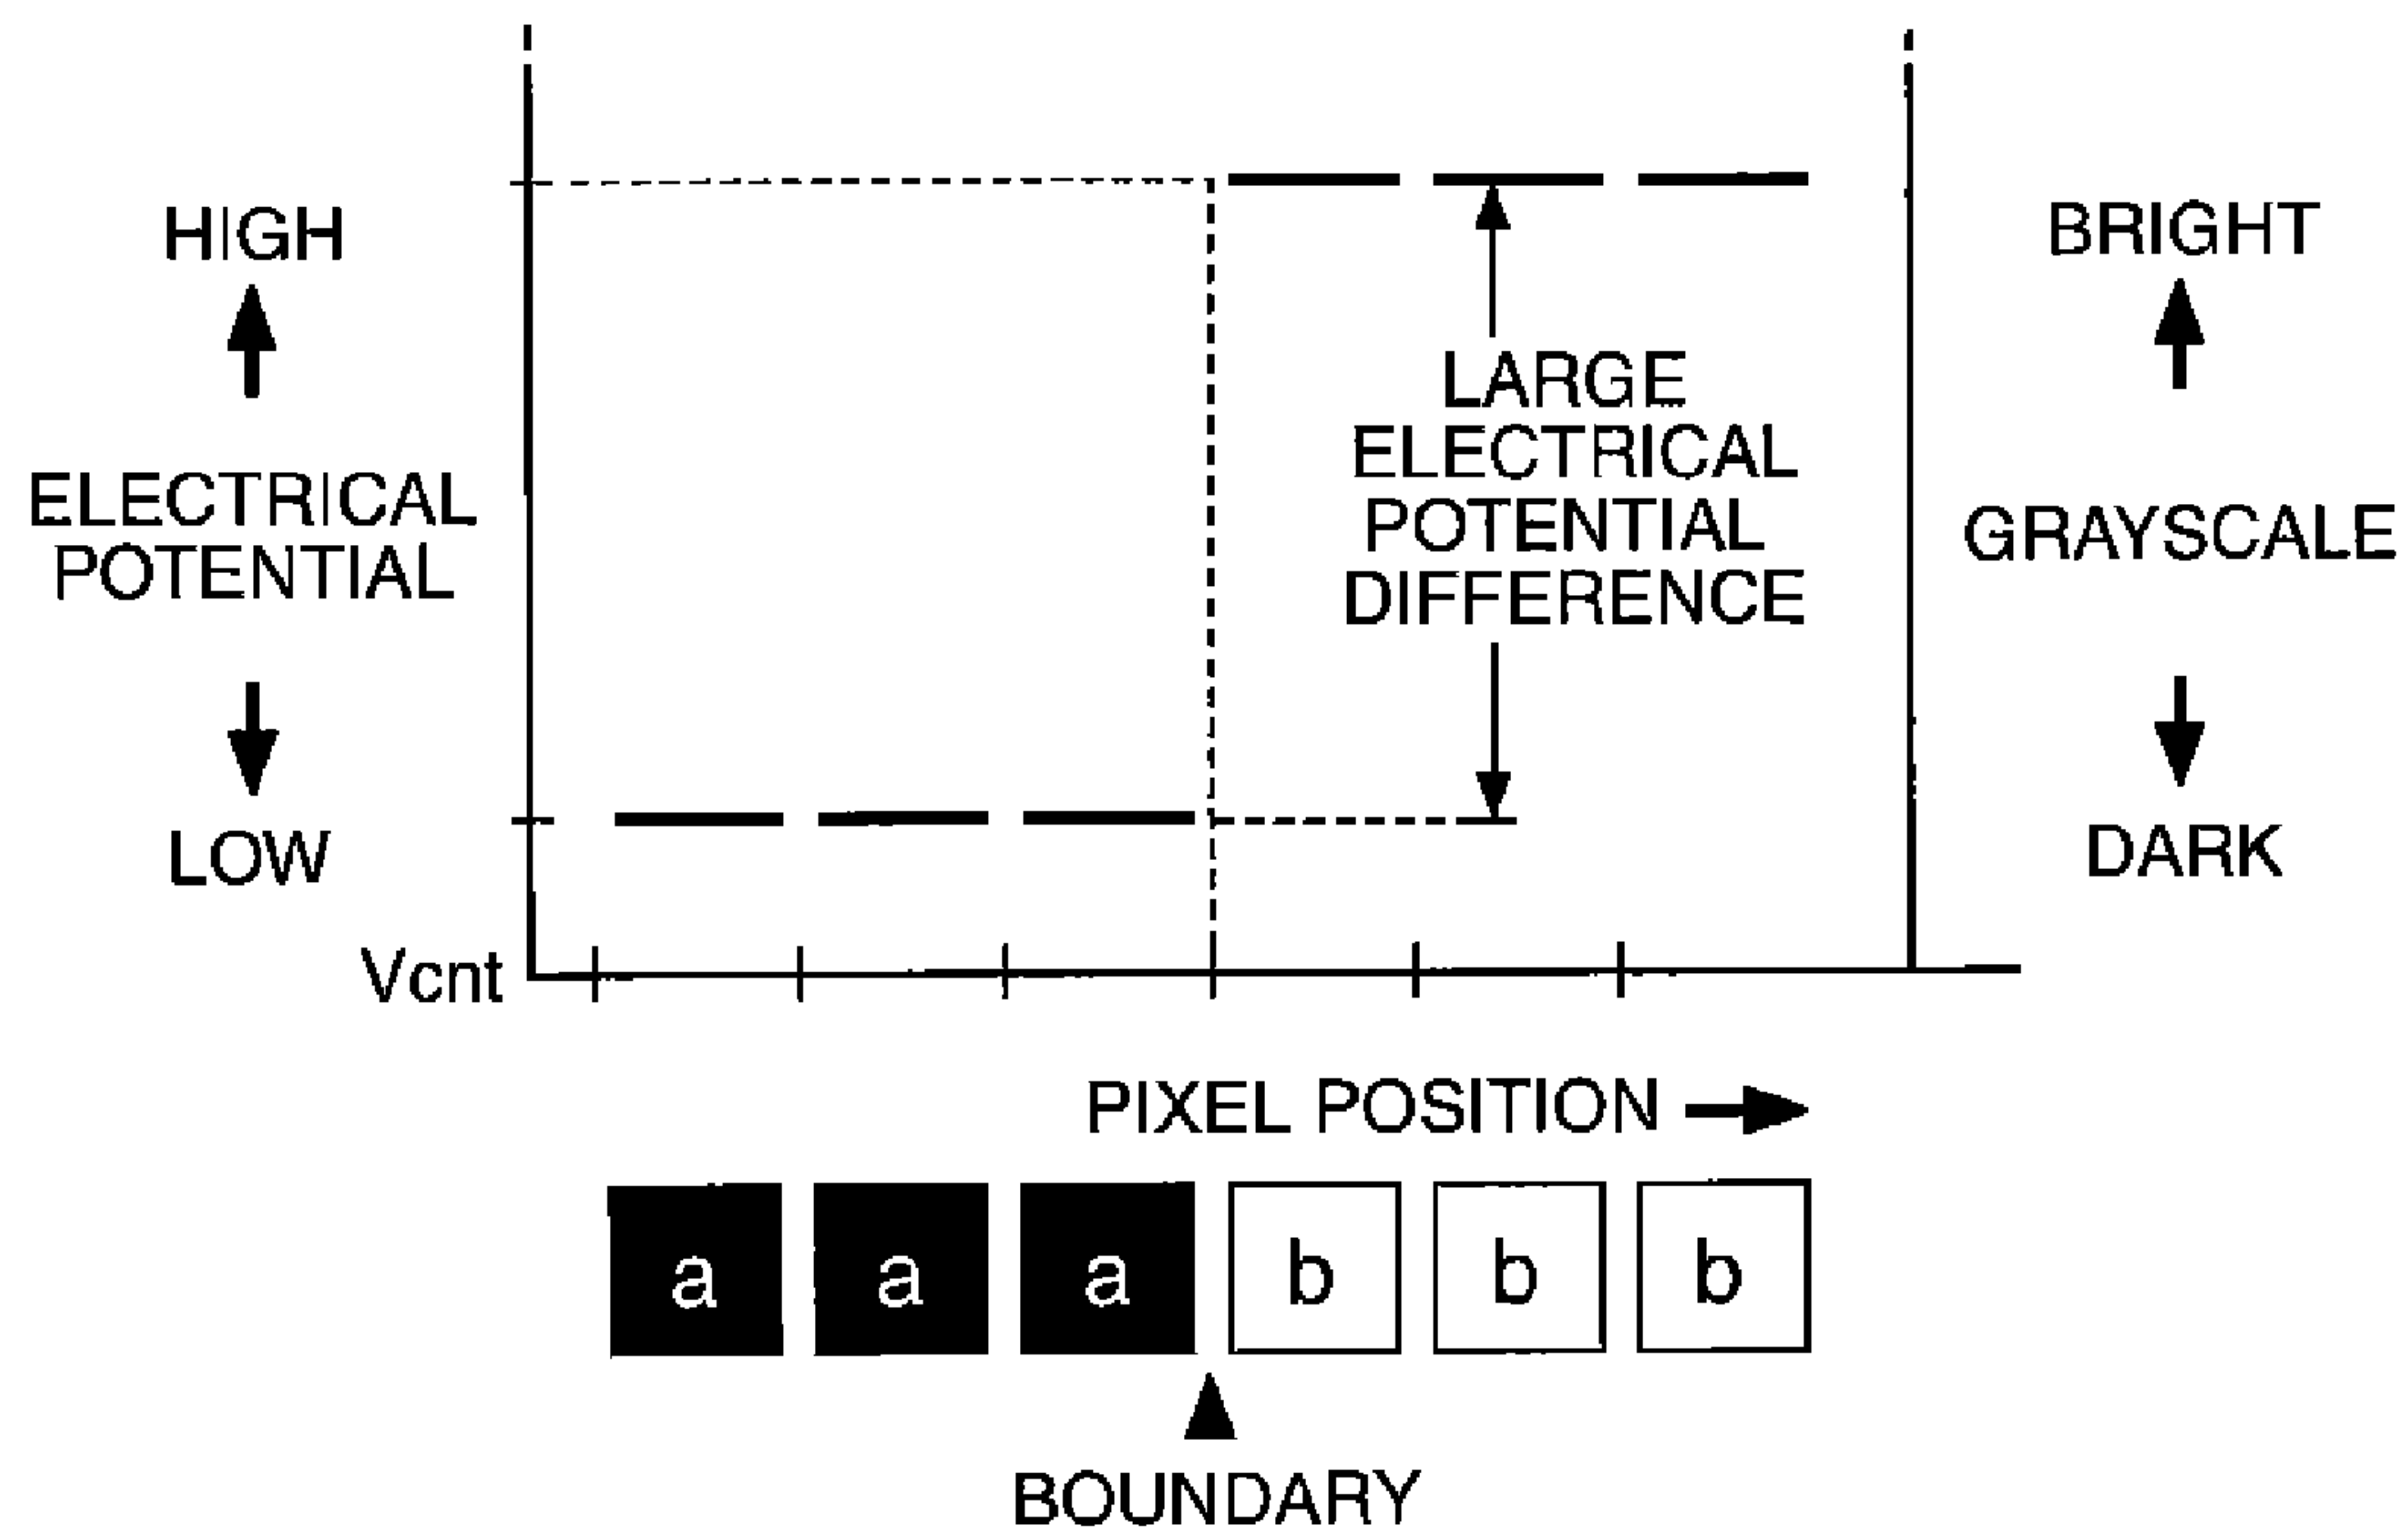 HIGH
ELECTRICAL
POTENTIAL
LOW
Vcnt
LARGE
ELECTRICAL
POTENTIAL
DIFFERENCE
BRIGHT
GRAYSCALE
DARK
PIXEL POSITION
a a a b b b
BOUNDARY